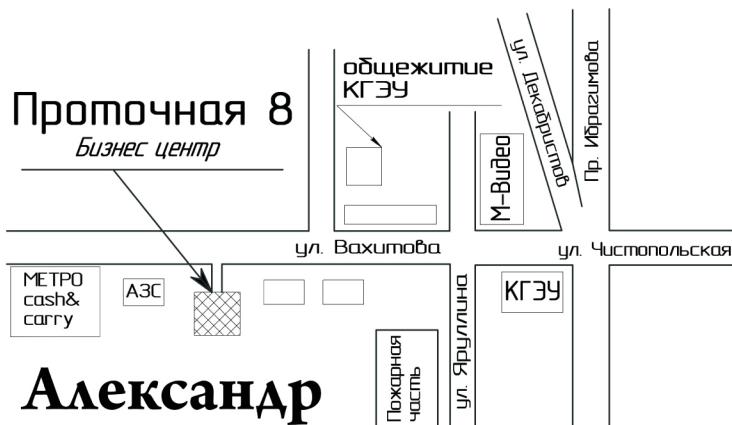 Проточная 8
Бизнес центр
общежитие
КГЭУ
ул. Декабристов
Пр. Ибрагимова
М-Видео
ул. Вахитова
ул. Чистопольская
МЕТРО
cash&
carry
АЗС
КГЭУ
ул. Яруллина
Пожарная
часть
Александр